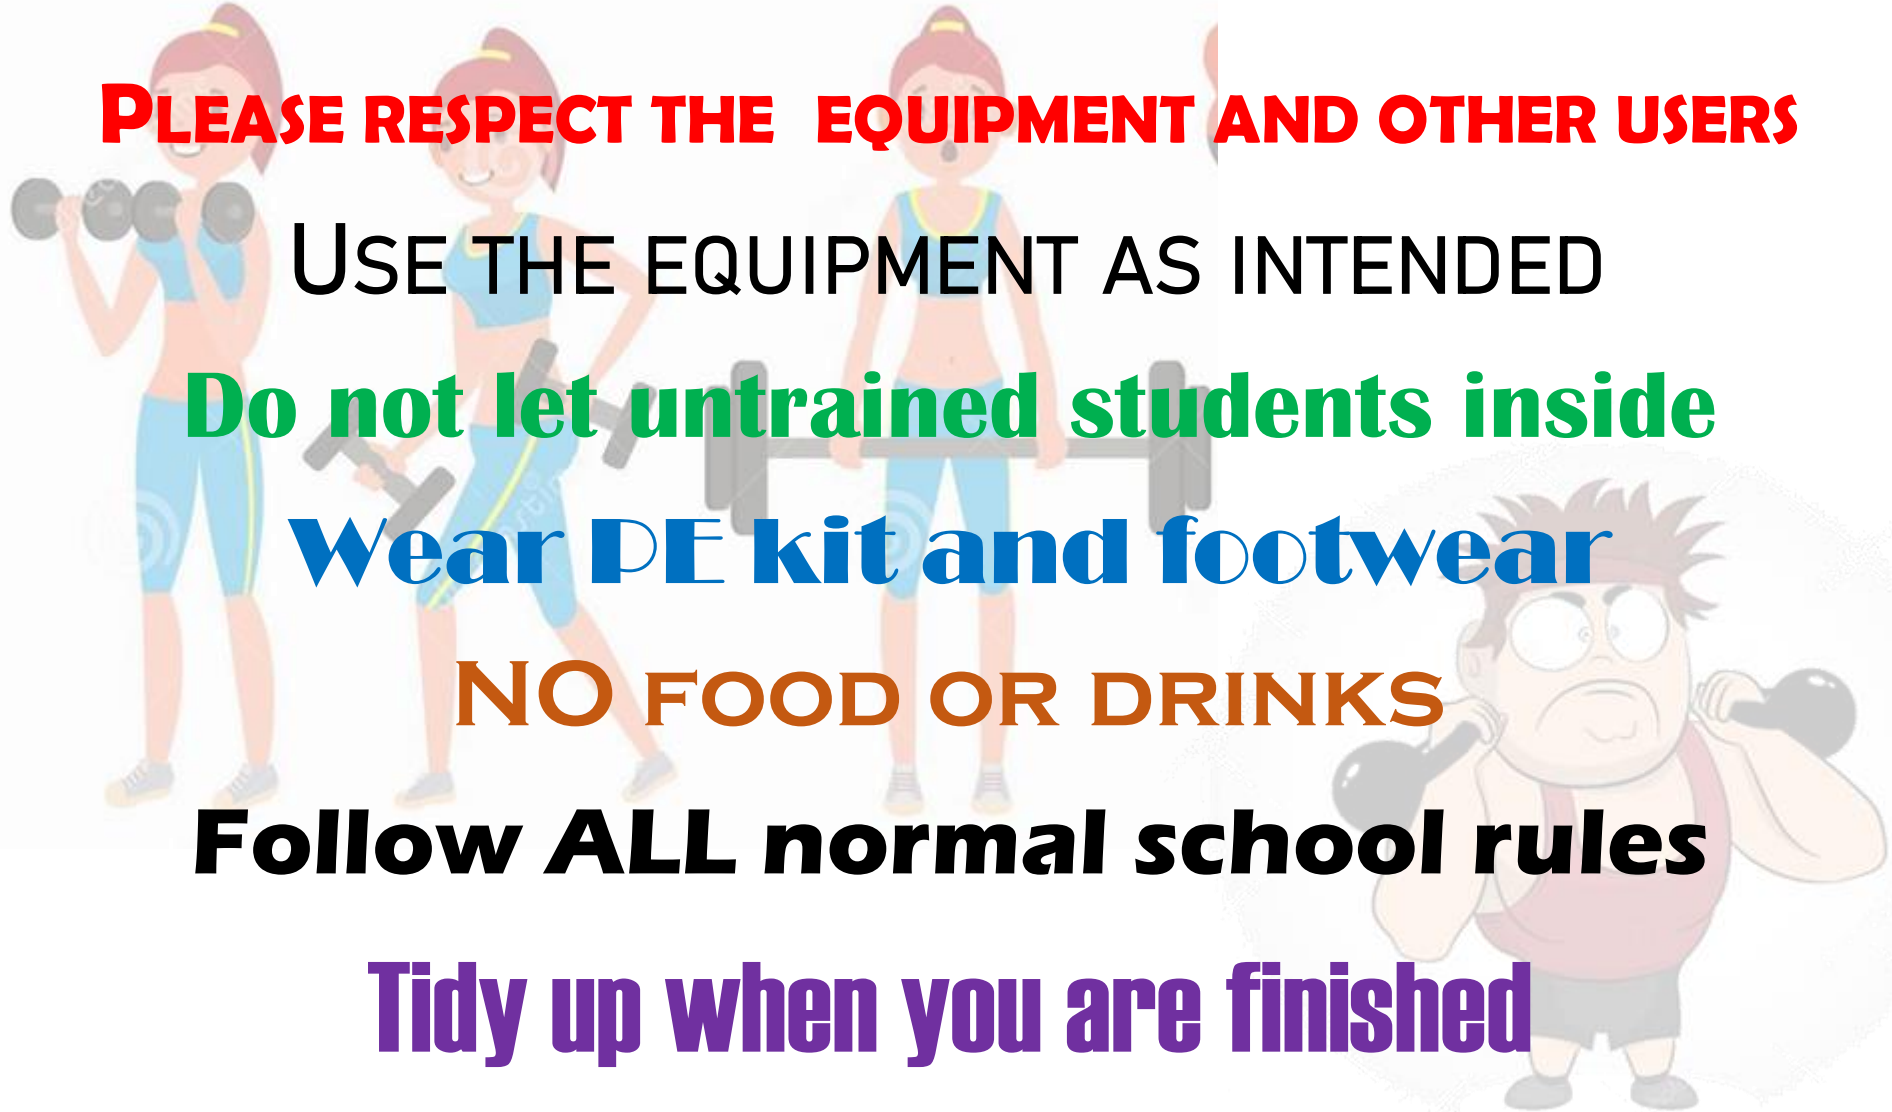 PLEASE RESPECT THE EQUIPMENT AND OTHER USERS
USE THE EQUIPMENT AS INTENDED
Do not let untrained students inside
Wear PE kit and footwear
NO FOOD OR DRINKS
Follow ALL normal school rules
Tidy up when you are finished